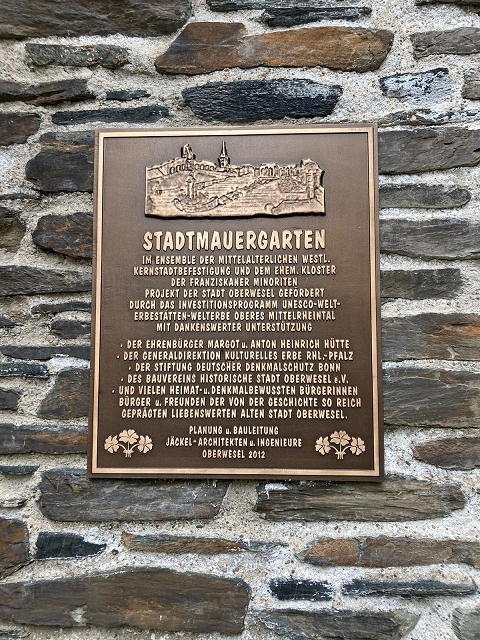 STADTMAUERGARTEN
IM ENSEMBLE DER MITTELALTERLICHEN WESTL.
KERNSTADTBEFESTIGUNG UND DEM EHEM. KLOSTER
DER FRANZISKANER MINORITEN
PROJEKT DER STADT OBERWESEL GEFÖRDERT
DURCH DAS INVESTITIONSPROGRAMM UNESCO-WELT-
ERBESTÄTTEN-WELTERBE OBERES MITTELRHEINTAL
MIT DANKENSWERTER UNTERSTÜTZUNG
· DER EHRENBÜRGER MARGOT u. ANTON HEINRICH HÜTTE
· DER GENERALDIREKTION KULTURELLES ERBE RHL.-PFALZ
· DER STIFTUNG DEUTSCHER DENKMALSCHUTZ BONN
· DES BAUVEREINS HISTORISCHE STADT OBERWESEL e.V.
· UND VIELEN HEIMAT- u. DENKMALBEWUSSTEN BÜRGERINNEN
BÜRGER u. FREUNDEN DER VON DER GESCHICHTE SO REICH
GEPRÄGTEN LIEBENSWERTEN ALTEN STADT OBERWESEL.
PLANUNG u. BAULEITUNG
JÄCKEL-ARCHITEKTEN u. INGENIEURE
OBERWESEL 2012